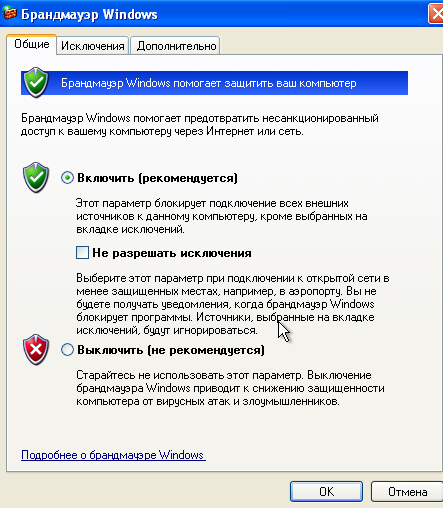 Брандмауэр Windows
Общие
Исключения
Дополнительно
Брандмауэр Windows помогает защитить ваш компьютер
Брандмауэр Windows помогает предотвратить несанкционированный
доступ к вашему компьютеру через Интернет или сеть.
Включить (рекомендуется)
Этот параметр блокирует подключение всех внешних
источников к данному компьютеру, кроме выбранных на
вкладке исключений.
Не разрешать исключения
Выберите этот параметр при подключении к открытой сети в
менее защищенных местах, например, в аэропорту. Вы не
будете получать уведомления, когда брандмауэр Windows
блокирует программы. Источники, выбранные на вкладке
исключений, будут игнорироваться.
Выключить (не рекомендуется)
Старайтесь не использовать этот параметр. Выключение
брандмауэра Windows приводит к снижению защищенности
компьютера от вирусных атак и злоумышленников.
Подробнее о брандмауэре Windows
OK
Отмена